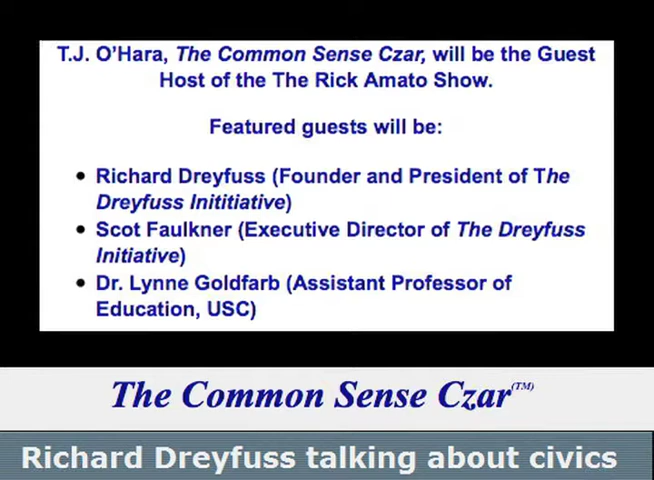 T.J. O'Hara, The Common Sense Czar, will be the Guest
Host of the The Rick Amato Show.
Featured guests will be:
• Richard Dreyfuss (Founder and President of The
Dreyfuss Inititiative)
• Scot Faulkner (Executive Director of The Dreyfuss
Initiative)
• Dr. Lynne Goldfarb (Assistant Professor of
Education, USC)
The Common Sense Czar(TM)
Richard Dreyfuss talking about civics